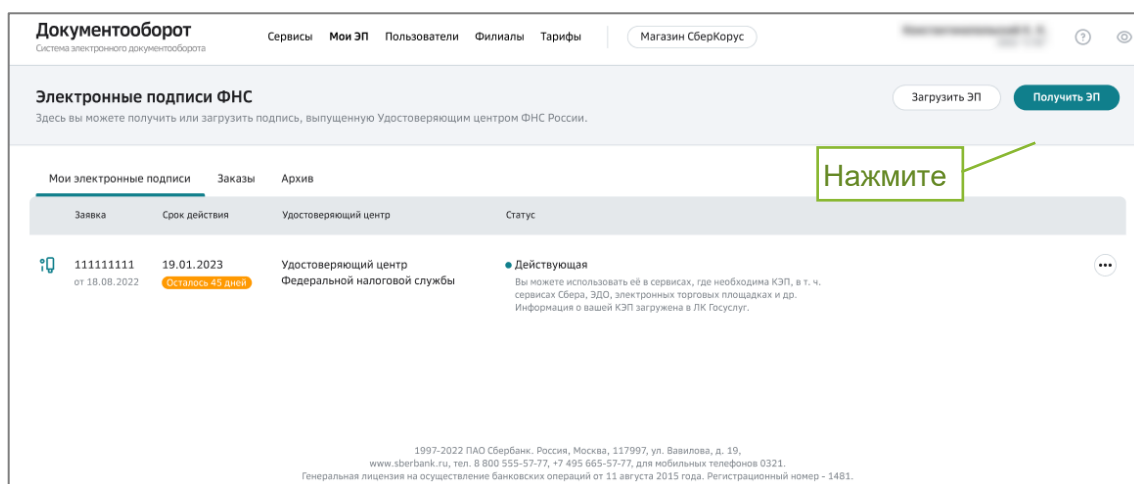 Документооборот
Система электронного документооборота
Сервисы Мои ЭП Пользователи Филиалы Тарифы Магазин СберКорус
Электронные подписи ФНС
Здесь вы можете получить или загрузить подпись, выпущенную Удостоверяющим центром ФНС России.
Загрузить ЭП Получить ЭП
Нажмите
Мои электронные подписи Заказы Архив
Заявка Срок действия Удостоверяющий центр Статус
111111111 19.01.2023 Удостоверяющий центр Действующая
от 18.08.2022 Осталось 45 дней Федеральной налоговой службы
Вы можете использовать её в сервисах, где необходима КЭП, в т. ч.
сервисах Сбера, ЭДО, электронных торговых площадках и др.
Информация о вашей КЭП загружена в ЛК Госуслуг.
1997-2022 ПАО Сбербанк. Россия, Москва, 117997, ул. Вавилова, д. 19,
www.sberbank.ru, тел. 8 800 555-57-77, +7 495 665-57-77, для мобильных телефонов 0321.
Генеральная лицензия на осуществление банковских операций от 11 августа 2015 года. Регистрационный номер - 1481.